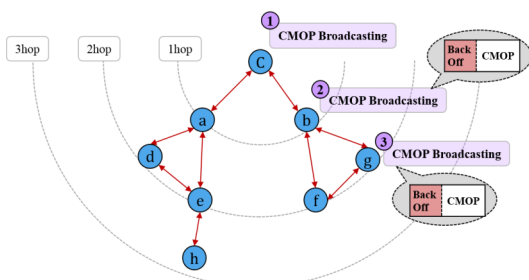 1
CMOP Broadcasting
3hop
2hop
1hop
C
Back
Off
CMOP
2
CMOP Broadcasting
a
b
3
CMOP Broadcasting
d
g
Back
Off
CMOP
e
f
h